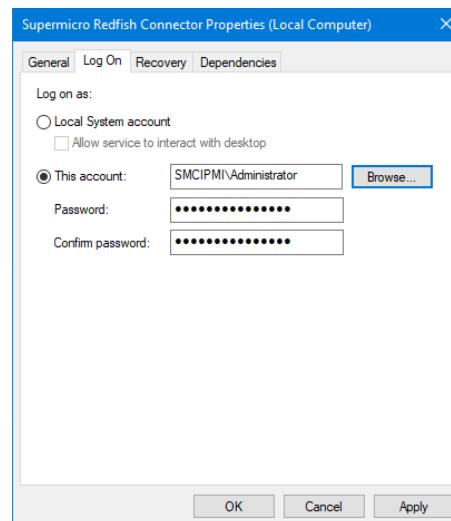 Supermicro Redfish Connector Properties (Local Computer)
General Log On Recovery Dependencies
Log on as:
Local System account
Allow service to interact with desktop
This account: SMCIPMI\Administrator Browse...
Password: •••••••••••••••
Confirm password: •••••••••••••••
OK Cancel Apply